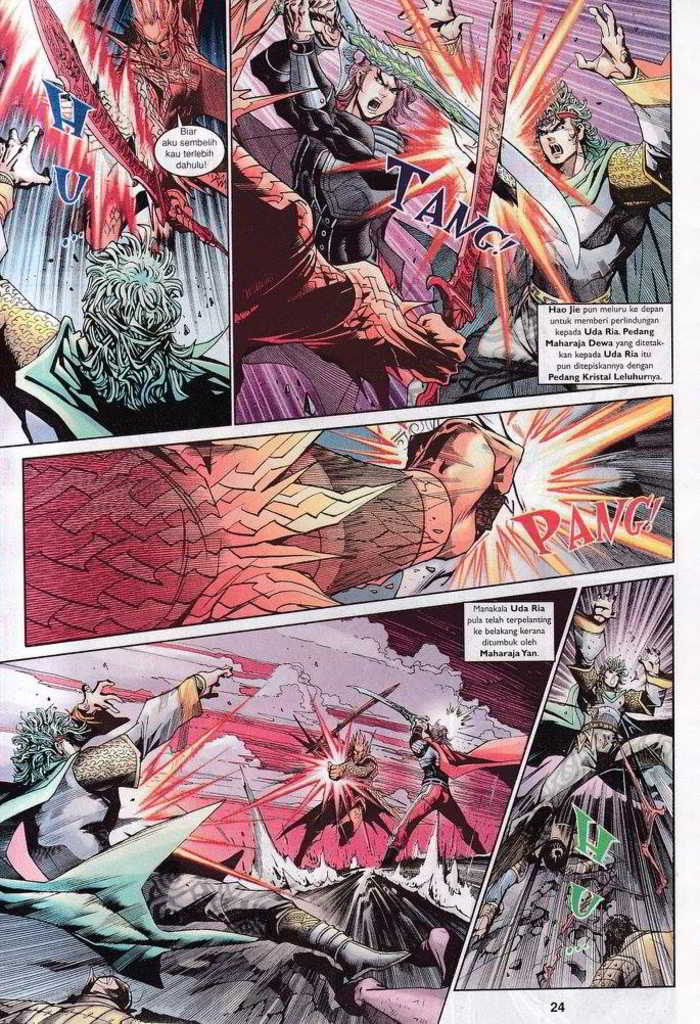 HU...
Biar
aku sembelih
kau terlebih
dahulu!
TANG!
Hao Jie pun meluru ke depan
untuk memberi perlindungan
kepada Uda Ria. Pedang
Maharaja Dewa yang ditetak-
kan kepada Uda Ria itu
pun ditepiskannya dengan
Pedang Kristal Leluhurnya.
PANG!
Manakala Uda Ria
pula telah terpelanting
ke belakang kerana
ditumbuk oleh
Maharaja Yan.
HU...
24